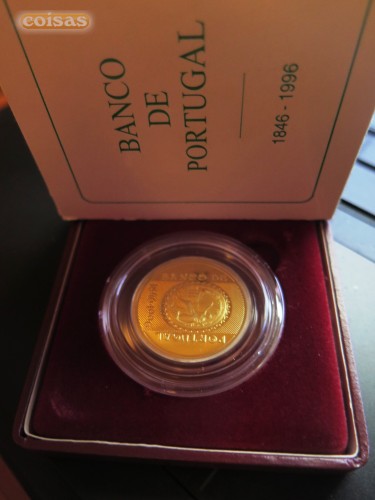 coisas
BANCO
DE
PORTUGAL
1846 - 1996
BANCO DE
PORTUGAL